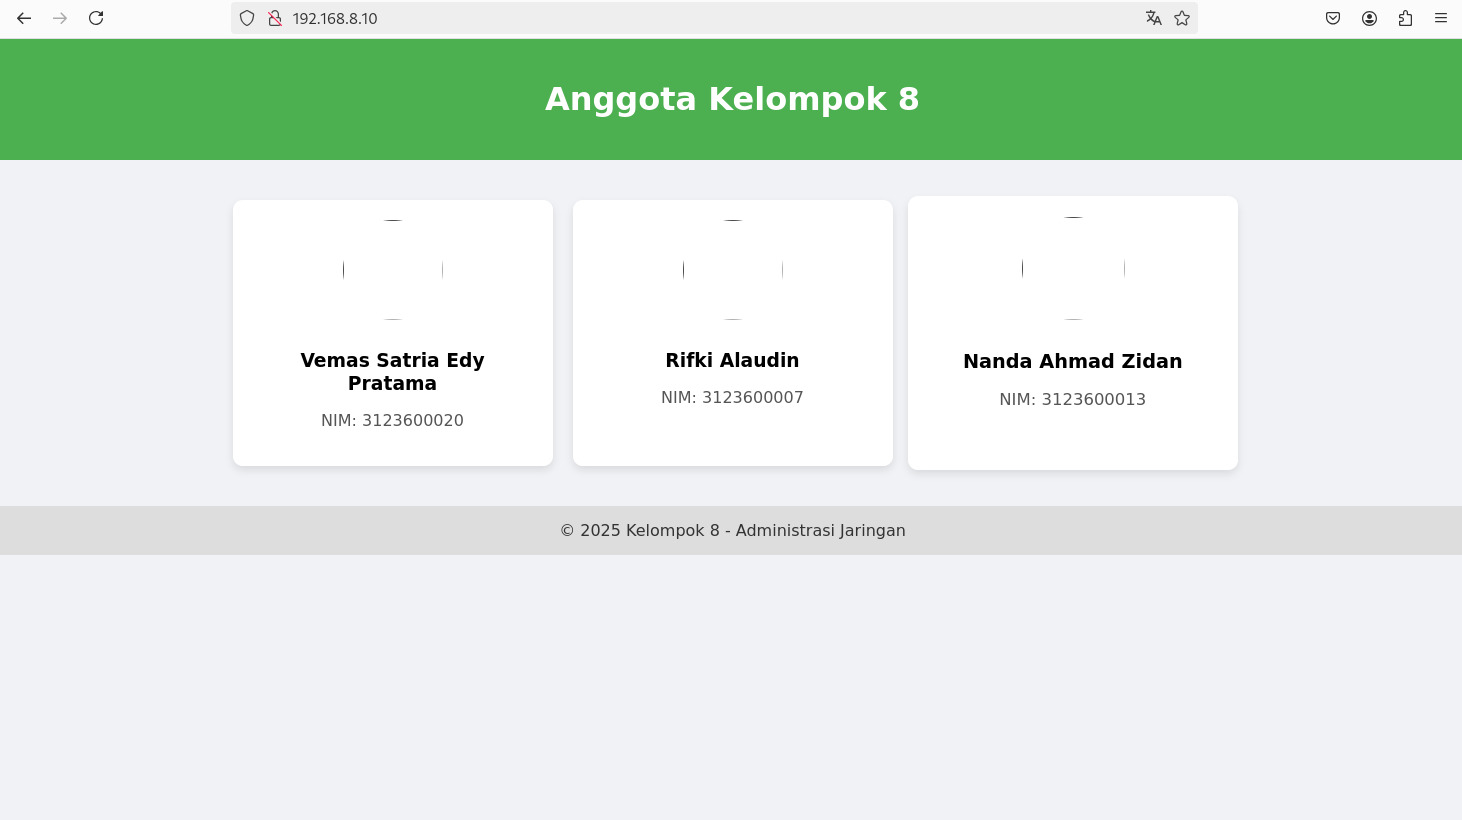 192.168.8.10
Anggota Kelompok 8
Vemas Satria Edy
Pratama
NIM: 3123600020
Rifki Alaudin
NIM: 3123600007
Nanda Ahmad Zidan
NIM: 3123600013
© 2025 Kelompok 8 - Administrasi Jaringan